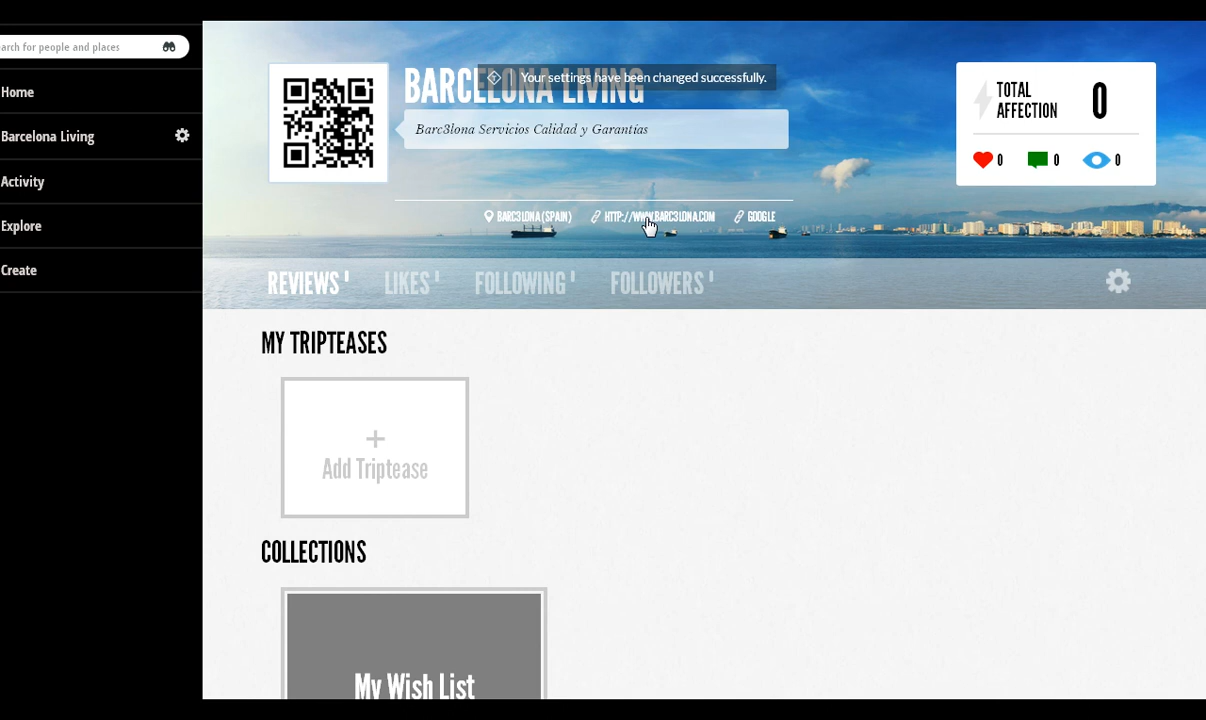 arch for people and places
Home
Barcelona Living
Activity
Explore
Create
BARCELONA LIVING
Your settings have been changed successfully.
Barc3lona Servicios Calidad y Garantías
BARC3LONA (SPAIN)
HTTP://WWW.BARC3LONA.COM
GOOGLE
TOTAL
AFFECTION
0
0
0
0
REVIEWS
LIKES
FOLLOWING
FOLLOWERS
MY TRIPTEASES
+
Add Triptease
COLLECTIONS
My Wish List